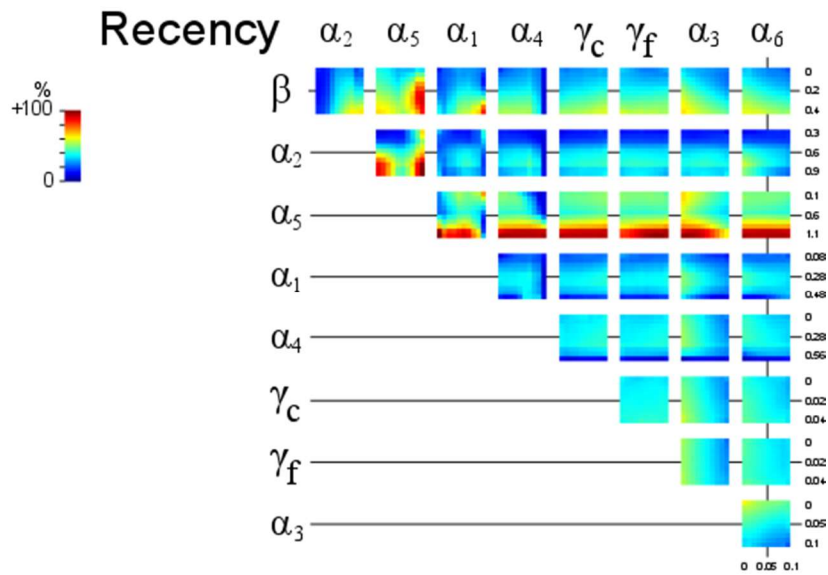 Recency α₂ α₅ α₁ α₄ γc γf α₃ α₆
%
+100
0
β 0 0.2 0.4
α₂ 0.3 0.6 0.9
α₅ 0.1 0.6 1.1
α₁ 0.08 0.28 0.48
α₄ 0 0.28 0.56
γc 0 0.02 0.04
γf 0 0.02 0.04
α₃ 0 0.05 0.1
0 0.05 0.1